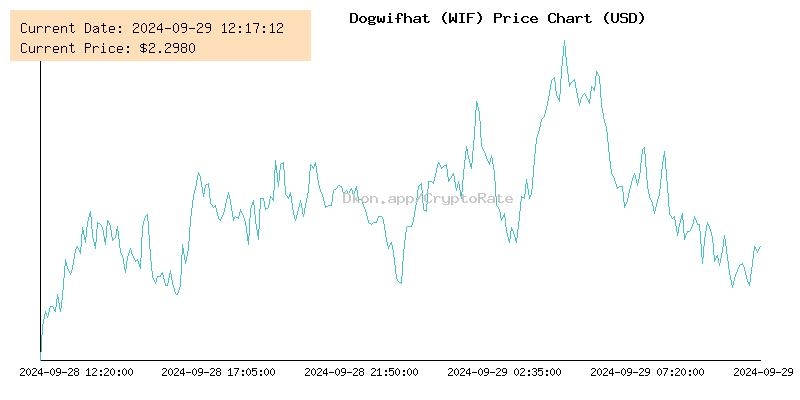 Dogwifhat (WIF) Price Chart (USD)
Current Date: 2024-09-29 12:17:12
Current Price: $2.2980
Dkon.app/CryptoRate
2024-09-28 12:20:00 2024-09-28 17:05:00 2024-09-28 21:50:00 2024-09-29 02:35:00 2024-09-29 07:20:00 2024-09-29